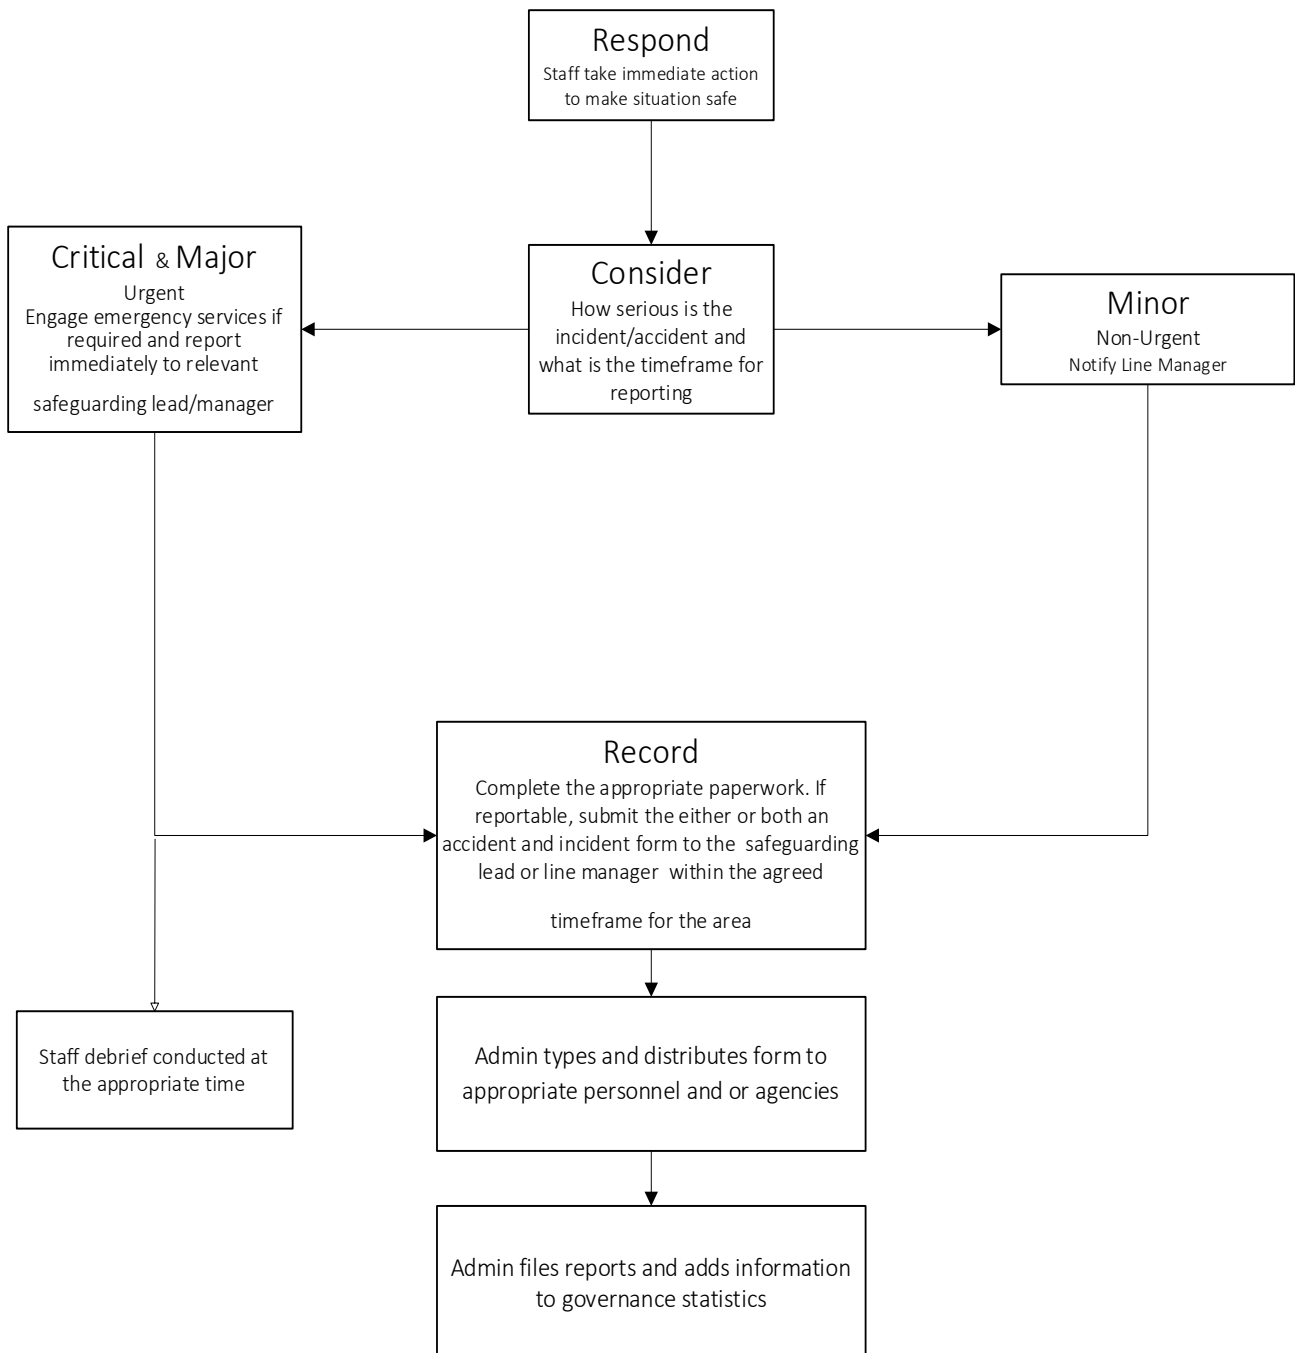 Respond
Staff take immediate action
to make situation safe
Critical & Major
Urgent
Engage emergency services if
required and report
immediately to relevant
safeguarding lead/manager
Consider
How serious is the
incident/accident and
what is the timeframe for
reporting
Minor
Non-Urgent
Notify Line Manager
Record
Complete the appropriate paperwork. If
reportable, submit the either or both an
accident and incident form to the safeguarding
lead or line manager within the agreed
timeframe for the area
Staff debrief conducted at
the appropriate time
Admin types and distributes form to
appropriate personnel and or agencies
Admin files reports and adds information
to governance statistics